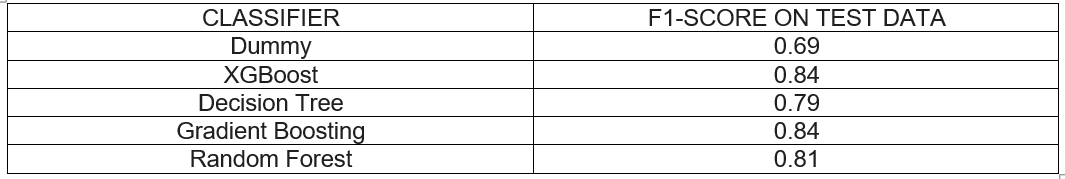 CLASSIFIER F1-SCORE ON TEST DATA
Dummy 0.69
XGBoost 0.84
Decision Tree 0.79
Gradient Boosting 0.84
Random Forest 0.81